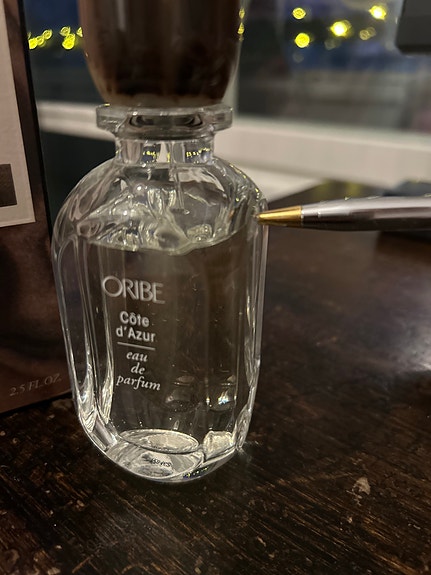 ORIBE
Côte
d'Azur
eau
de
parfum
2.5 FL.OZ.